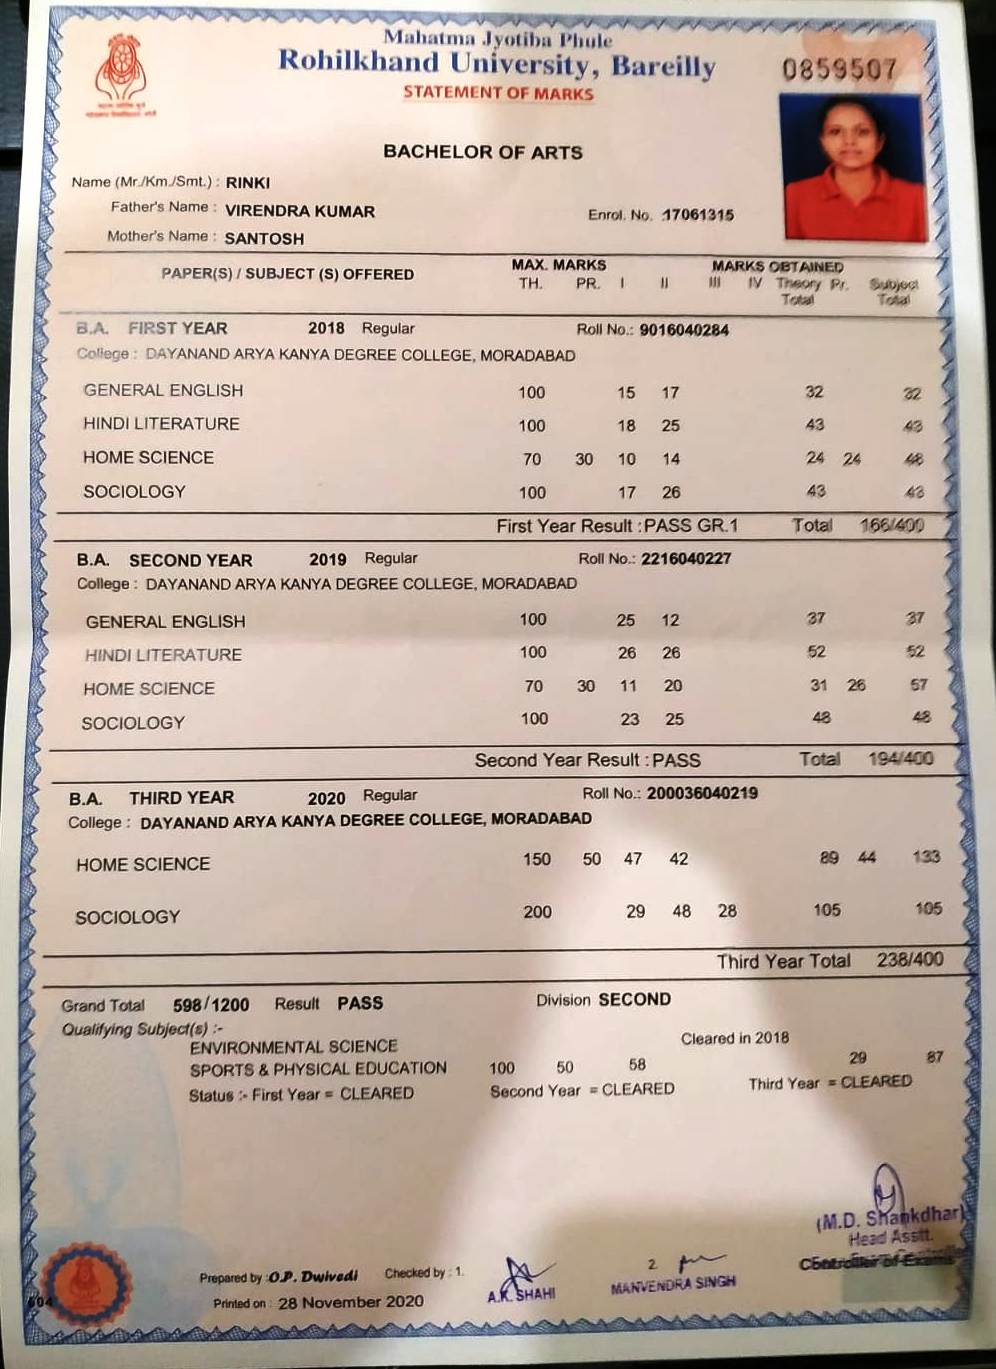 Mahatma Jyotiba Phule
Rohilkhand University, Bareilly
0859507
STATEMENT OF MARKS
BACHELOR OF ARTS
Name (Mr./Km./Smt.) : RINKI
Father's Name : VIRENDRA KUMAR
Enrol. No. :17061315
Mother's Name : SANTOSH
PAPER(S) / SUBJECT (S) OFFERED MAX. MARKS MARKS OBTAINED
TH. PR. I II III IV Theory Total Pr. Subject Total
B.A. FIRST YEAR 2018 Regular Roll No.: 9016040284
College : DAYANAND ARYA KANYA DEGREE COLLEGE, MORADABAD
GENERAL ENGLISH 100 15 17 32 32
HINDI LITERATURE 100 18 25 43 43
HOME SCIENCE 70 30 10 14 24 24 48
SOCIOLOGY 100 17 26 43 43
First Year Result :PASS GR.1 Total 166/400
B.A. SECOND YEAR 2019 Regular Roll No.: 2216040227
College : DAYANAND ARYA KANYA DEGREE COLLEGE, MORADABAD
GENERAL ENGLISH 100 25 12 37 37
HINDI LITERATURE 100 26 26 52 52
HOME SCIENCE 70 30 11 20 31 26 57
SOCIOLOGY 100 23 25 48 48
Second Year Result : PASS Total 194/400
B.A. THIRD YEAR 2020 Regular Roll No.: 200036040219
College : DAYANAND ARYA KANYA DEGREE COLLEGE, MORADABAD
HOME SCIENCE 150 50 47 42 89 44 133
SOCIOLOGY 200 29 48 28 105 105
Third Year Total 238/400
Grand Total 598/1200 Result PASS Division SECOND
Qualifying Subject(s) :-
ENVIRONMENTAL SCIENCE Cleared in 2018
SPORTS & PHYSICAL EDUCATION 100 50 58 29 87
Status :- First Year = CLEARED Second Year = CLEARED Third Year = CLEARED
(M.D. Shankdhar)
Head Asstt.
Controller of Exams
Prepared by :O.P. Dwivedi Checked by : 1. 2
A.K. SHAHI MANVENDRA SINGH
Printed on : 28 November 2020
604